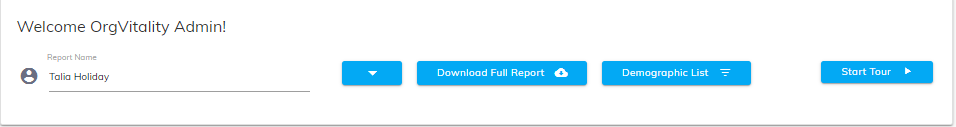 Welcome OrgVitality Admin!
Report Name
Talia Holiday
Download Full Report
Demographic List
Start Tour